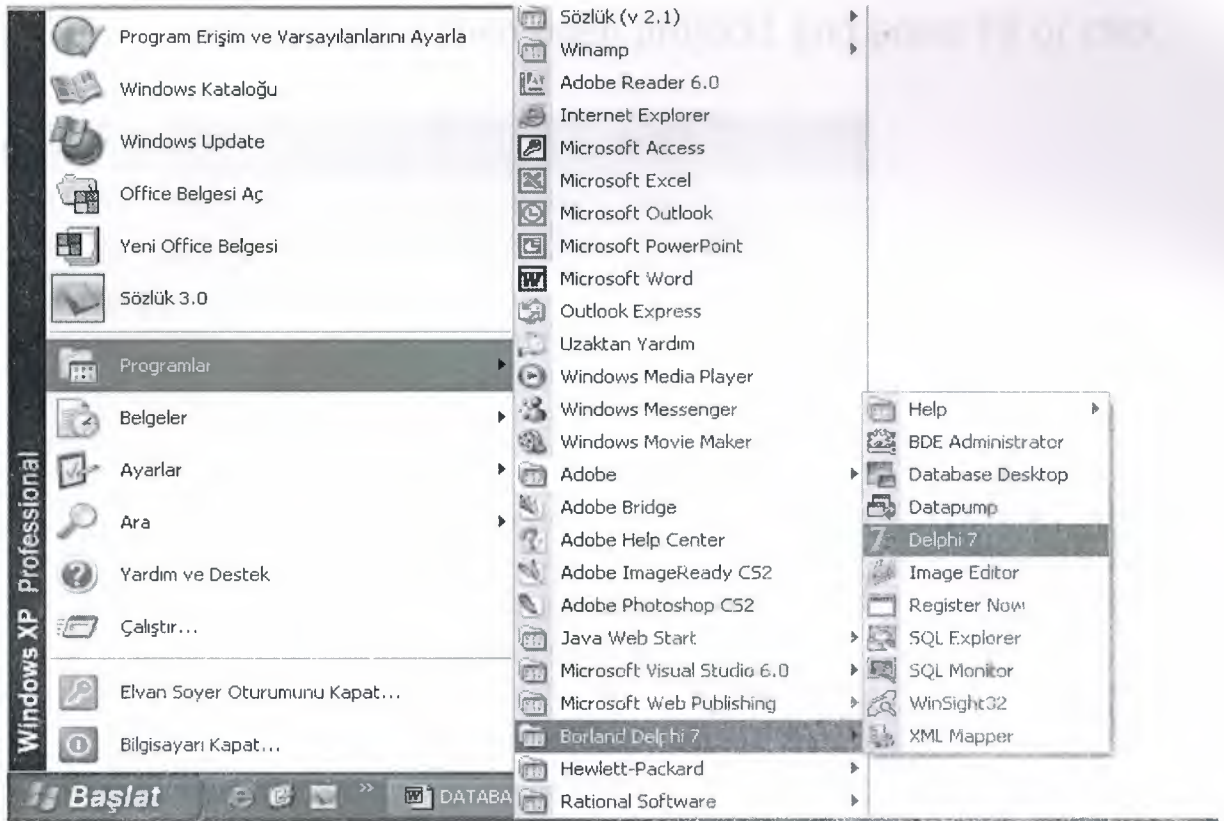 Windows XP Professional
Program Erişim ve Varsayılanlarını Ayarla
Windows Kataloğu
Windows Update
Office Belgesi Aç
Yeni Office Belgesi
Sözlük 3.0
Programlar
Belgeler
Ayarlar
Ara
Yardım ve Destek
Çalıştır...
Elvan Soyer Oturumunu Kapat...
Bilgisayarı Kapat...
Başlat
DATABA
Sözlük (v 2.1)
Winamp
Adobe Reader 6.0
Internet Explorer
Microsoft Access
Microsoft Excel
Microsoft Outlook
Microsoft PowerPoint
Microsoft Word
Outlook Express
Uzaktan Yardım
Windows Media Player
Windows Messenger
Windows Movie Maker
Adobe
Adobe Bridge
Adobe Help Center
Adobe ImageReady CS2
Adobe Photoshop CS2
Java Web Start
Microsoft Visual Studio 6.0
Microsoft Web Publishing
Borland Delphi 7
Hewlett-Packard
Rational Software
Help
BDE Administrator
Database Desktop
Datapump
Delphi 7
Image Editor
Register Now
SQL Explorer
SQL Monitor
WinSight32
XML Mapper